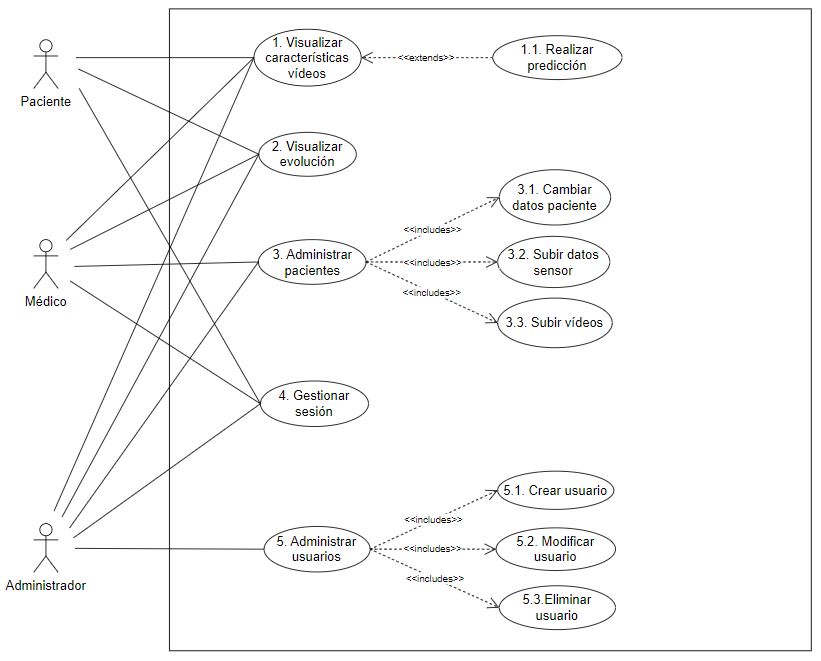 1. Visualizar
características
vídeos
<<extends>>
1.1. Realizar
predicción
Paciente
2. Visualizar
evolución
3.1. Cambiar
datos paciente
<<includes>>
3. Administrar
pacientes
<<includes>>
3.2. Subir datos
sensor
<<includes>>
3.3. Subir vídeos
Médico
4. Gestionar
sesión
5.1. Crear usuario
<<includes>>
5. Administrar
usuarios
<<includes>>
5.2. Modificar
usuario
<<includes>>
5.3.Eliminar
usuario
Administrador